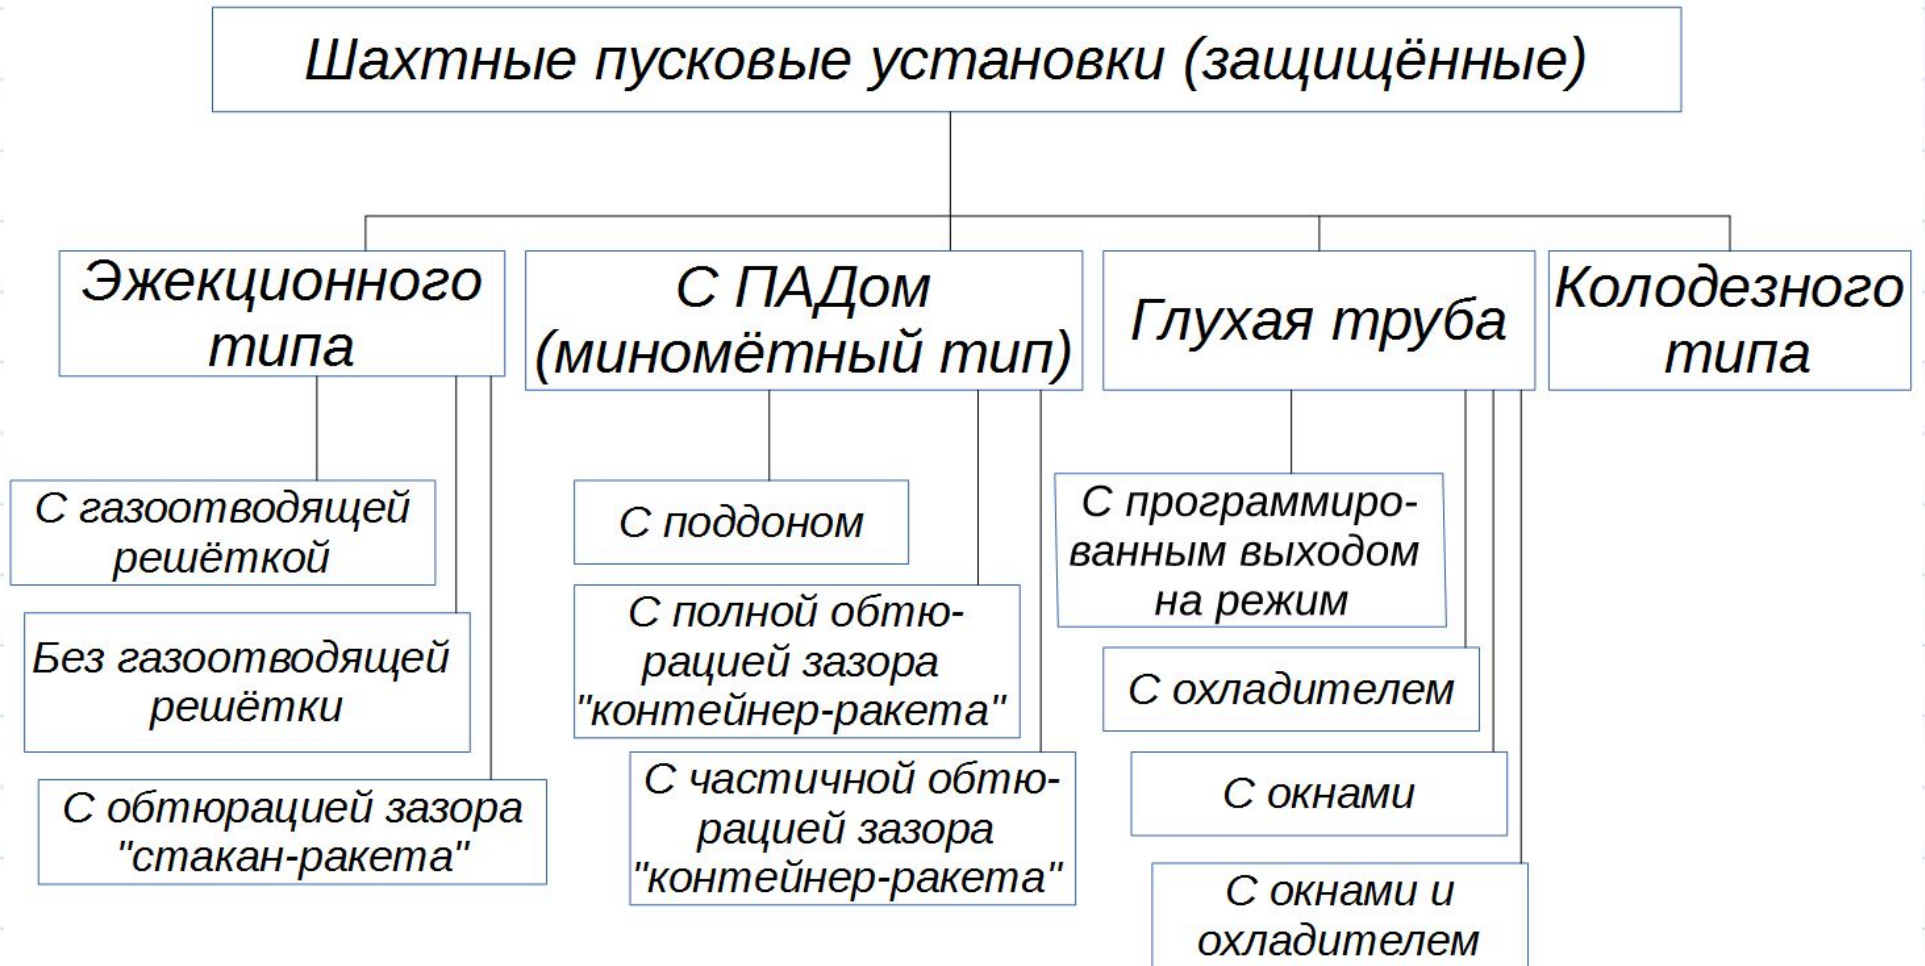 Шахтные пусковые установки (защищённые)
Эжекционного
типа
С ПАДом
(миномётный тип)
Глухая труба
Колодезного
типа
С газоотводящей
решёткой
Без газоотводящей
решётки
С обтюрацией зазора
"стакан-ракета"
С поддоном
С полной обтю-
рацией зазора
"контейнер-ракета"
С частичной обтю-
рацией зазора
"контейнер-ракета"
С программиро-
ванным выходом
на режим
С охладителем
С окнами
С окнами и
охладителем